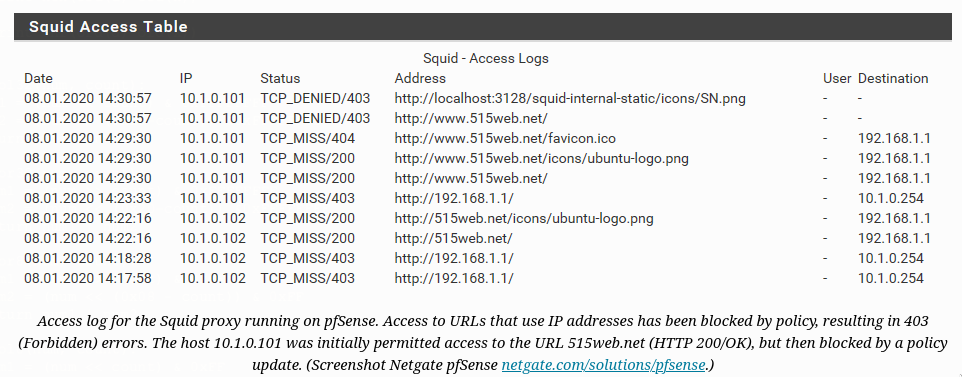 Squid Access Table
Squid - Access Logs
Date IP Status Address User Destination
08.01.2020 14:30:57 10.1.0.101 TCP_DENIED/403 http://localhost:3128/squid-internal-static/icons/SN.png - -
08.01.2020 14:30:57 10.1.0.101 TCP_DENIED/403 http://www.515web.net/ - -
08.01.2020 14:29:30 10.1.0.101 TCP_MISS/404 http://www.515web.net/favicon.ico - 192.168.1.1
08.01.2020 14:29:30 10.1.0.101 TCP_MISS/200 http://www.515web.net/icons/ubuntu-logo.png - 192.168.1.1
08.01.2020 14:29:30 10.1.0.101 TCP_MISS/200 http://www.515web.net/ - 192.168.1.1
08.01.2020 14:23:33 10.1.0.101 TCP_MISS/403 http://192.168.1.1/ - 10.1.0.254
08.01.2020 14:22:16 10.1.0.102 TCP_MISS/200 http://515web.net/icons/ubuntu-logo.png - 192.168.1.1
08.01.2020 14:22:16 10.1.0.102 TCP_MISS/200 http://515web.net/ - 192.168.1.1
08.01.2020 14:18:28 10.1.0.102 TCP_MISS/403 http://192.168.1.1/ - 10.1.0.254
08.01.2020 14:17:58 10.1.0.102 TCP_MISS/403 http://192.168.1.1/ - 10.1.0.254
Access log for the Squid proxy running on pfSense. Access to URLs that use IP addresses has been blocked by policy, resulting in 403
(Forbidden) errors. The host 10.1.0.101 was initially permitted access to the URL 515web.net (HTTP 200/OK), but then blocked by a policy
update. (Screenshot Netgate pfSense netgate.com/solutions/pfsense.)